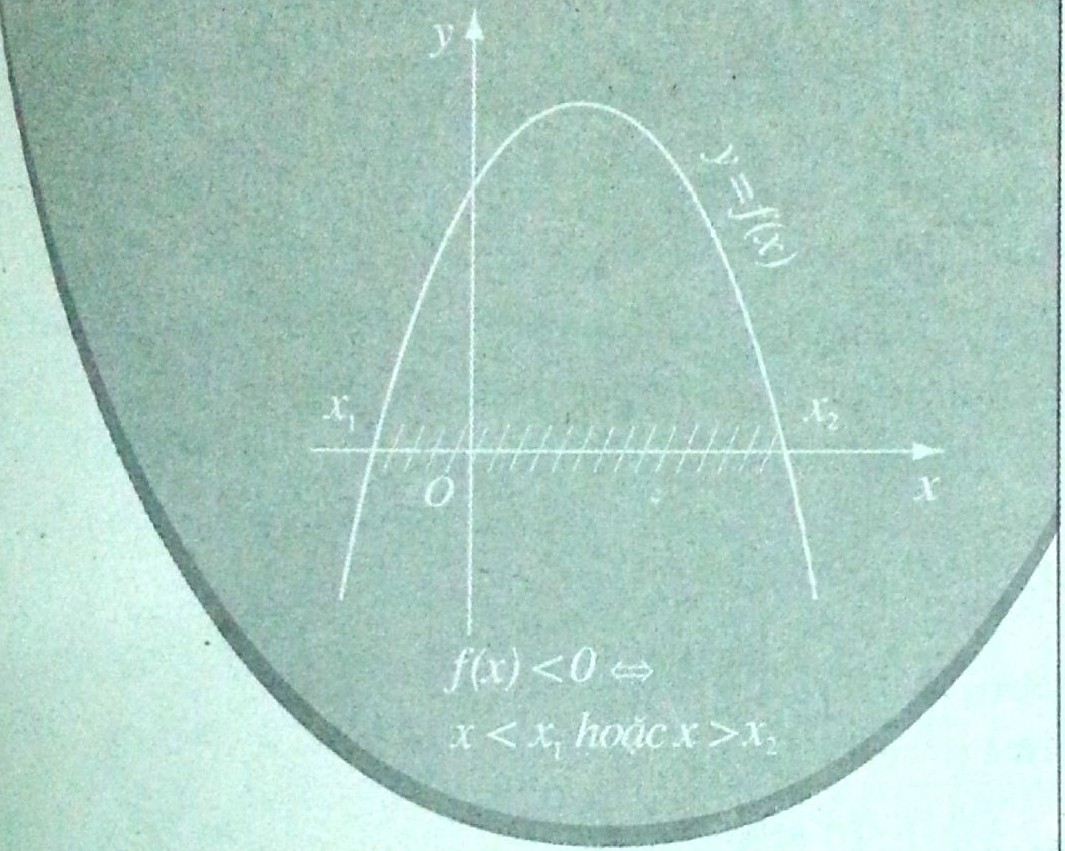 y
y = f(x)
x₁
x₂
O
x
f(x) < 0 ⇔
x < x₁ hoặc x > x₂